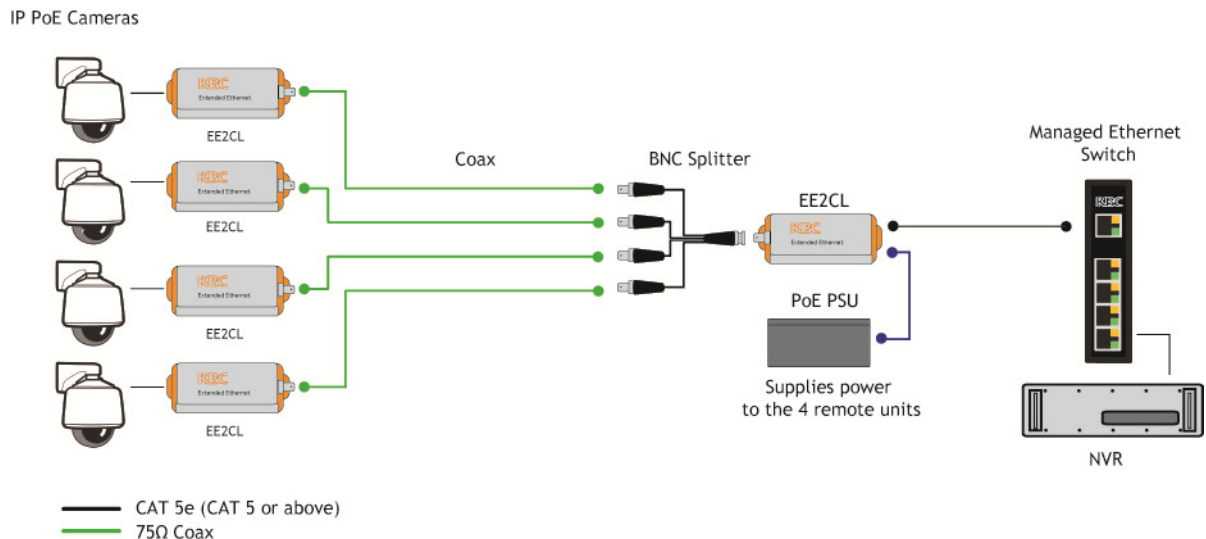 IP PoE Cameras
KBC
Extended Ethernet
EE2CL
KBC
Extended Ethernet
EE2CL
KBC
Extended Ethernet
EE2CL
KBC
Extended Ethernet
EE2CL
Coax
BNC Splitter
EE2CL
KBC
Extended Ethernet
PoE PSU
Supplies power
to the 4 remote units
Managed Ethernet
Switch
KBC
NVR
CAT 5e (CAT 5 or above)
75Ω Coax